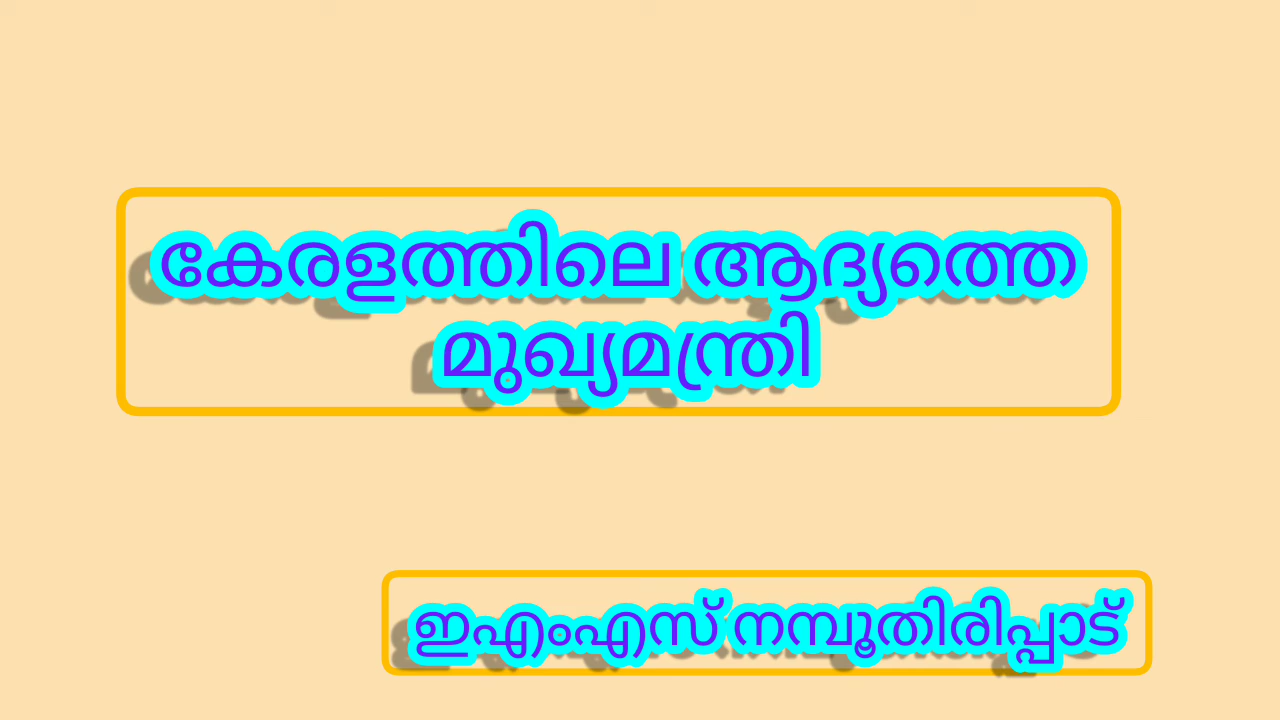 കേരളത്തിലെ ആദ്യത്തെ
മുഖ്യമന്ത്രി
ഇഎംഎസ് നമ്പൂതിരിപ്പാട്